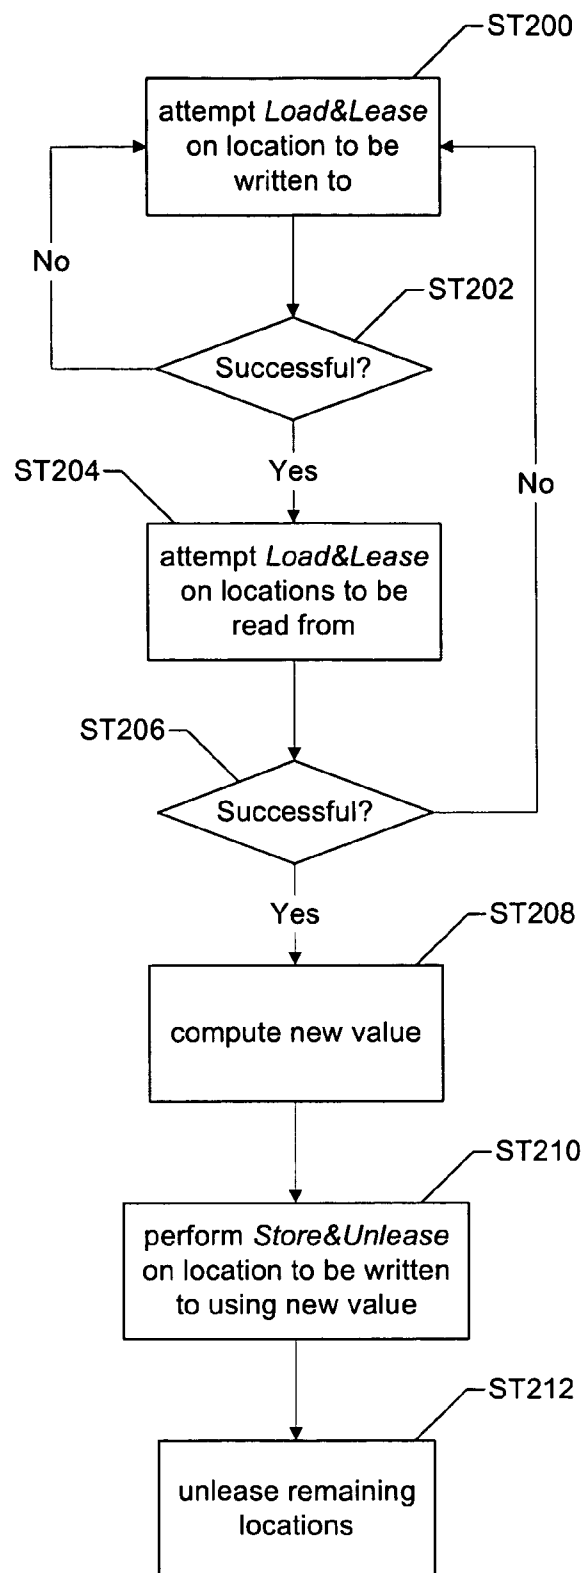 ST200
attempt Load&Lease
on location to be
written to
No
ST202
Successful?
Yes
ST204
No
attempt Load&Lease
on locations to be
read from
ST206
Successful?
Yes
ST208
compute new value
ST210
perform Store&Unlease
on location to be written
to using new value
ST212
unlease remaining
locations